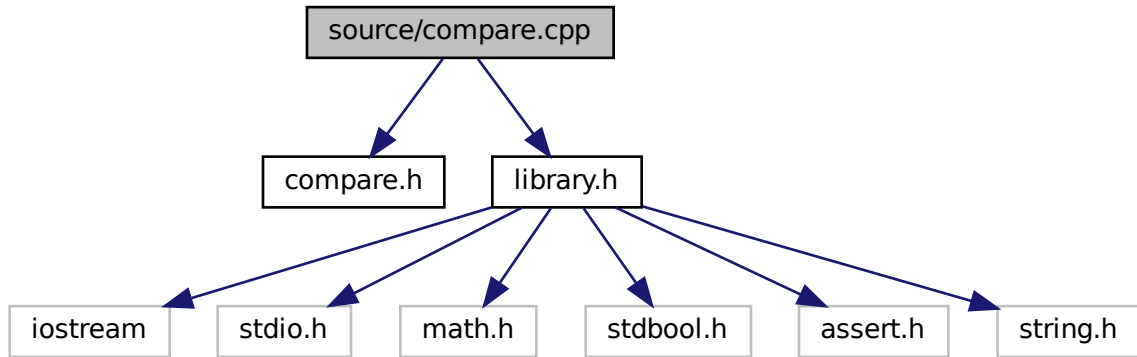 source/compare.cpp
compare.h
library.h
iostream
stdio.h
math.h
stdbool.h
assert.h
string.h